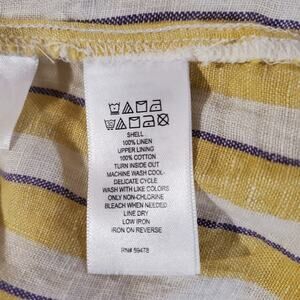 SHELL
100% LINEN
UPPER LINING
100% COTTON
TURN INSIDE OUT
MACHINE WASH COOL-
DELICATE CYCLE
WASH WITH LIKE COLORS
ONLY NON-CHLORINE
BLEACH WHEN NEEDED
LINE DRY
LOW IRON
IRON ON REVERSE
RN# 59478